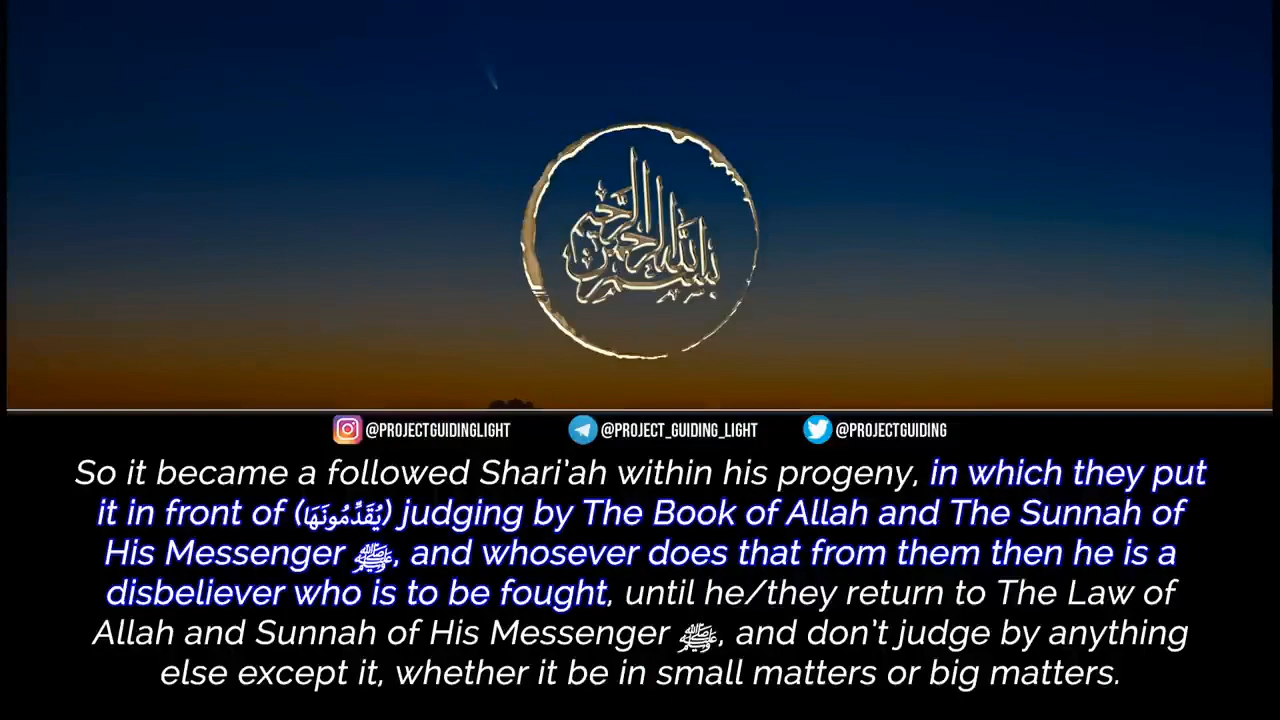 بسم الله الرحمن الرحيم
@PROJECTGUIDINGLIGHT @PROJECT_GUIDING_LIGHT @PROJECTGUIDING
So it became a followed Shari’ah within his progeny, in which they put
it in front of (يُقَدِّمُونَهَا) judging by The Book of Allah and The Sunnah of
His Messenger ﷺ, and whosever does that from them then he is a
disbeliever who is to be fought, until he/they return to The Law of
Allah and Sunnah of His Messenger ﷺ, and don’t judge by anything
else except it, whether it be in small matters or big matters.